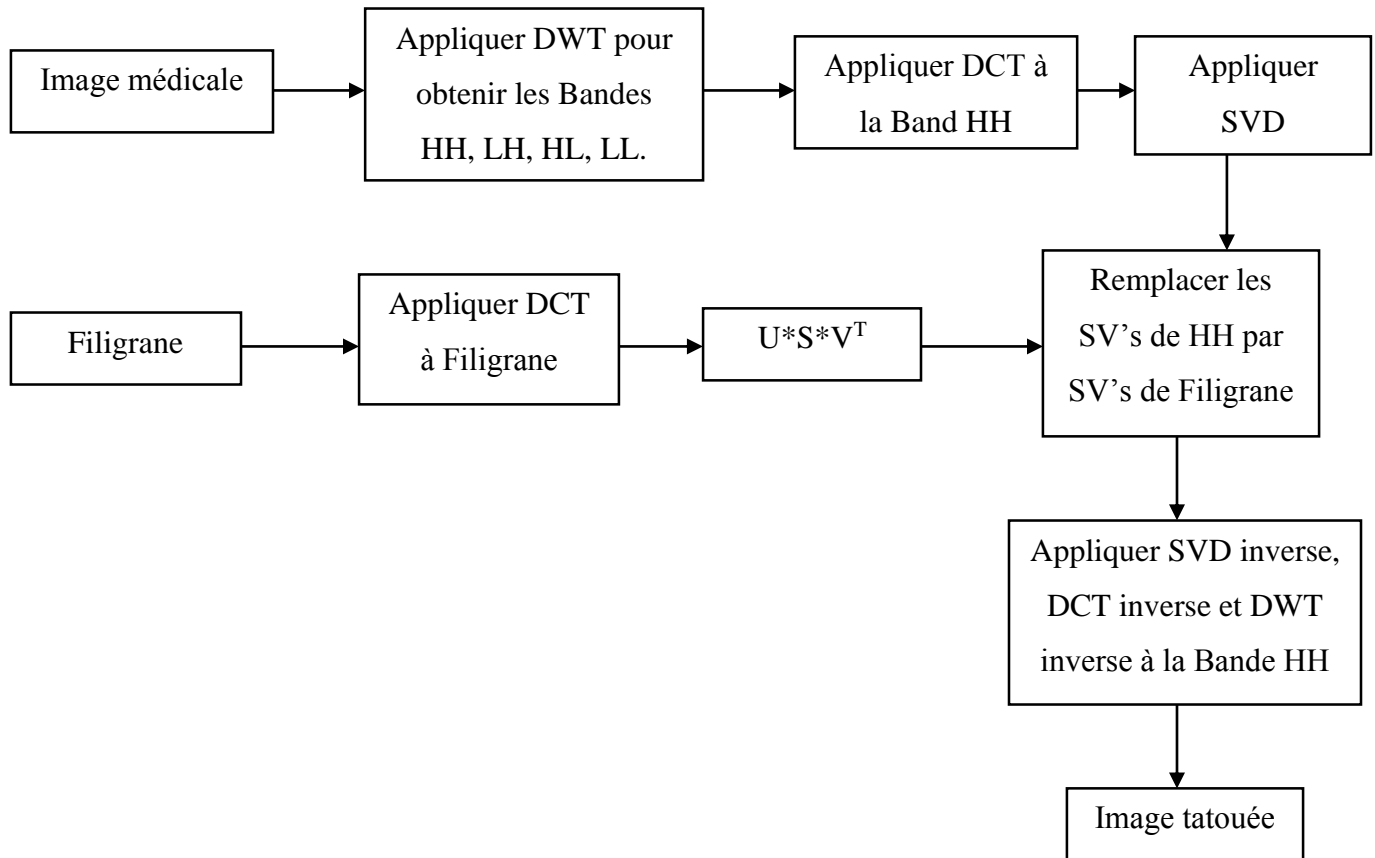 Image médicale
Appliquer DWT pour
obtenir les Bandes
HH, LH, HL, LL.
Appliquer DCT à
la Band HH
Appliquer
SVD
Filigrane
Appliquer DCT
à Filigrane
U*S*Vᵀ
Remplacer les
SV’s de HH par
SV’s de Filigrane
Appliquer SVD inverse,
DCT inverse et DWT
inverse à la Bande HH
Image tatouée